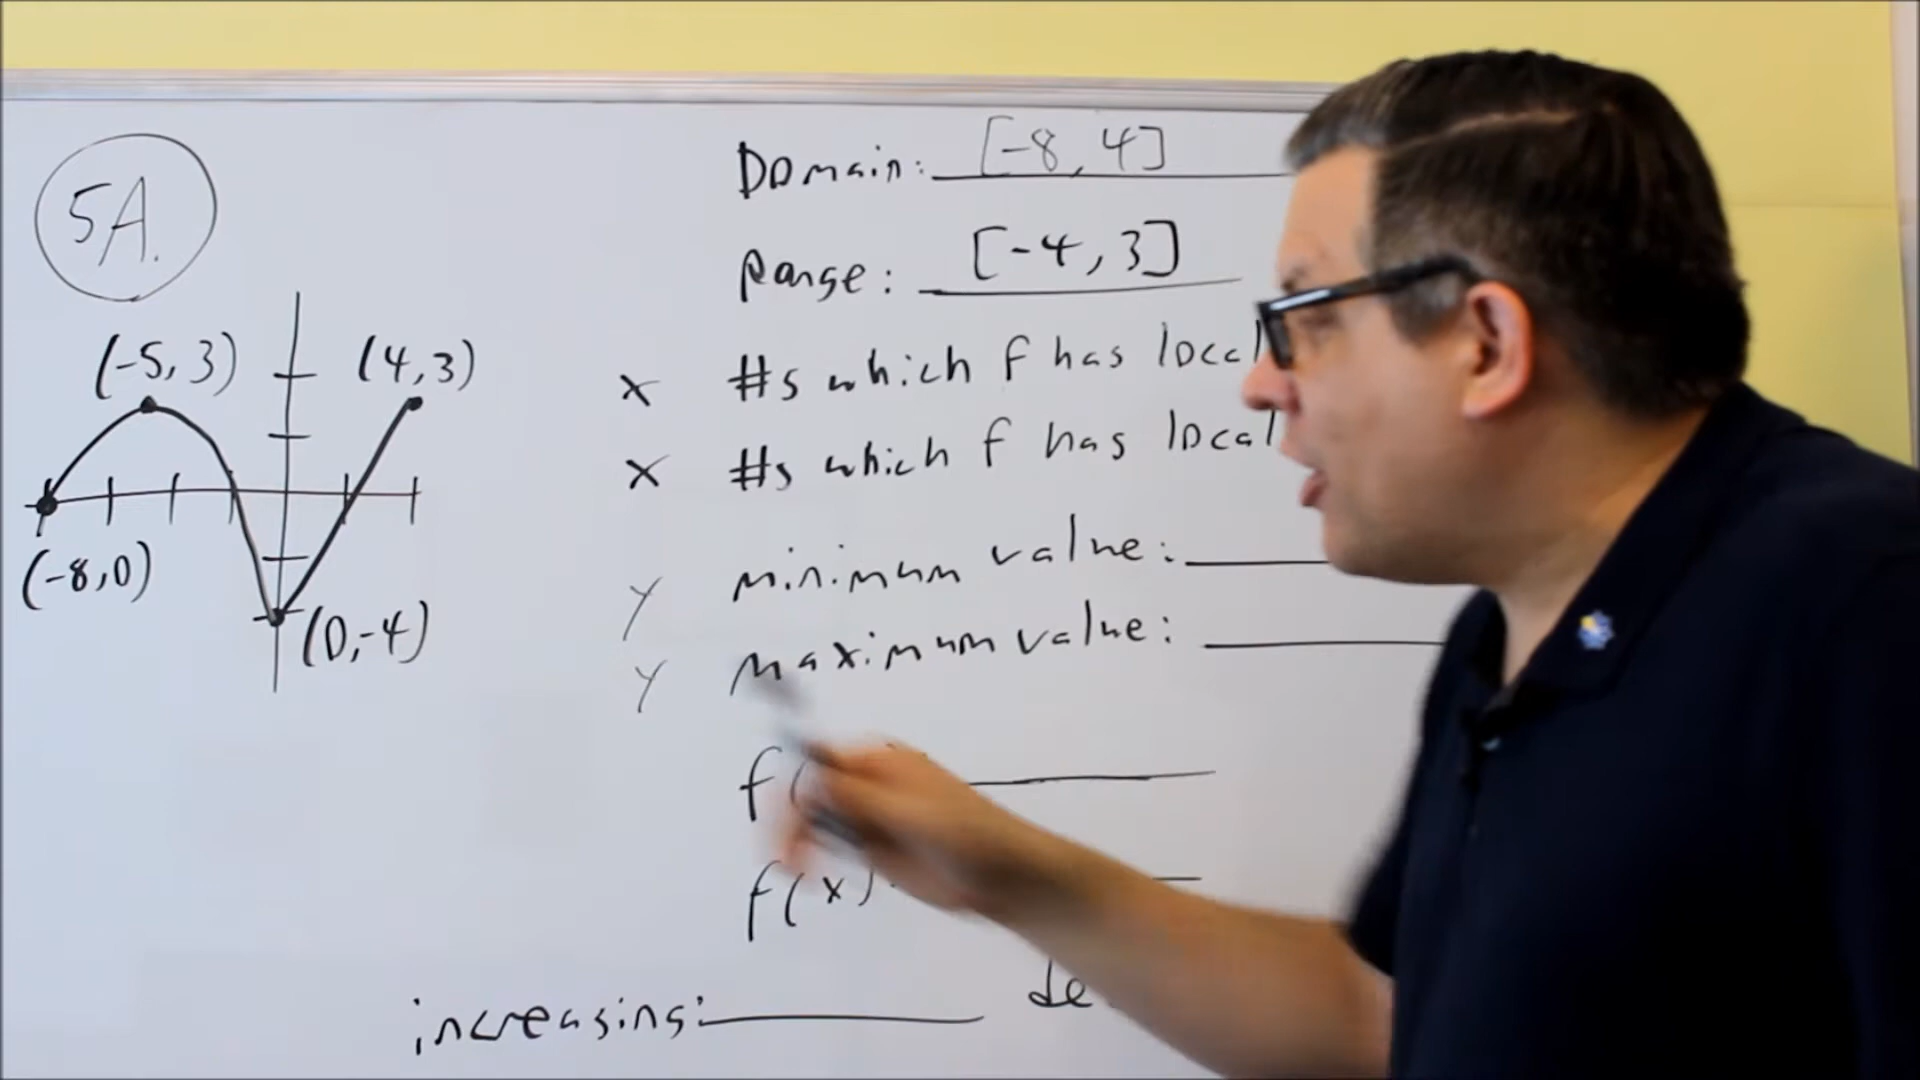 5A.
Domain: [-8, 4]
Range: [-4, 3]
(-5, 3)
(4, 3)
(-8, 0)
(0, -4)
x #s which f has local
x #s which f has local
y minimum value:
y maximum value:
f(
f(x)
increasing: